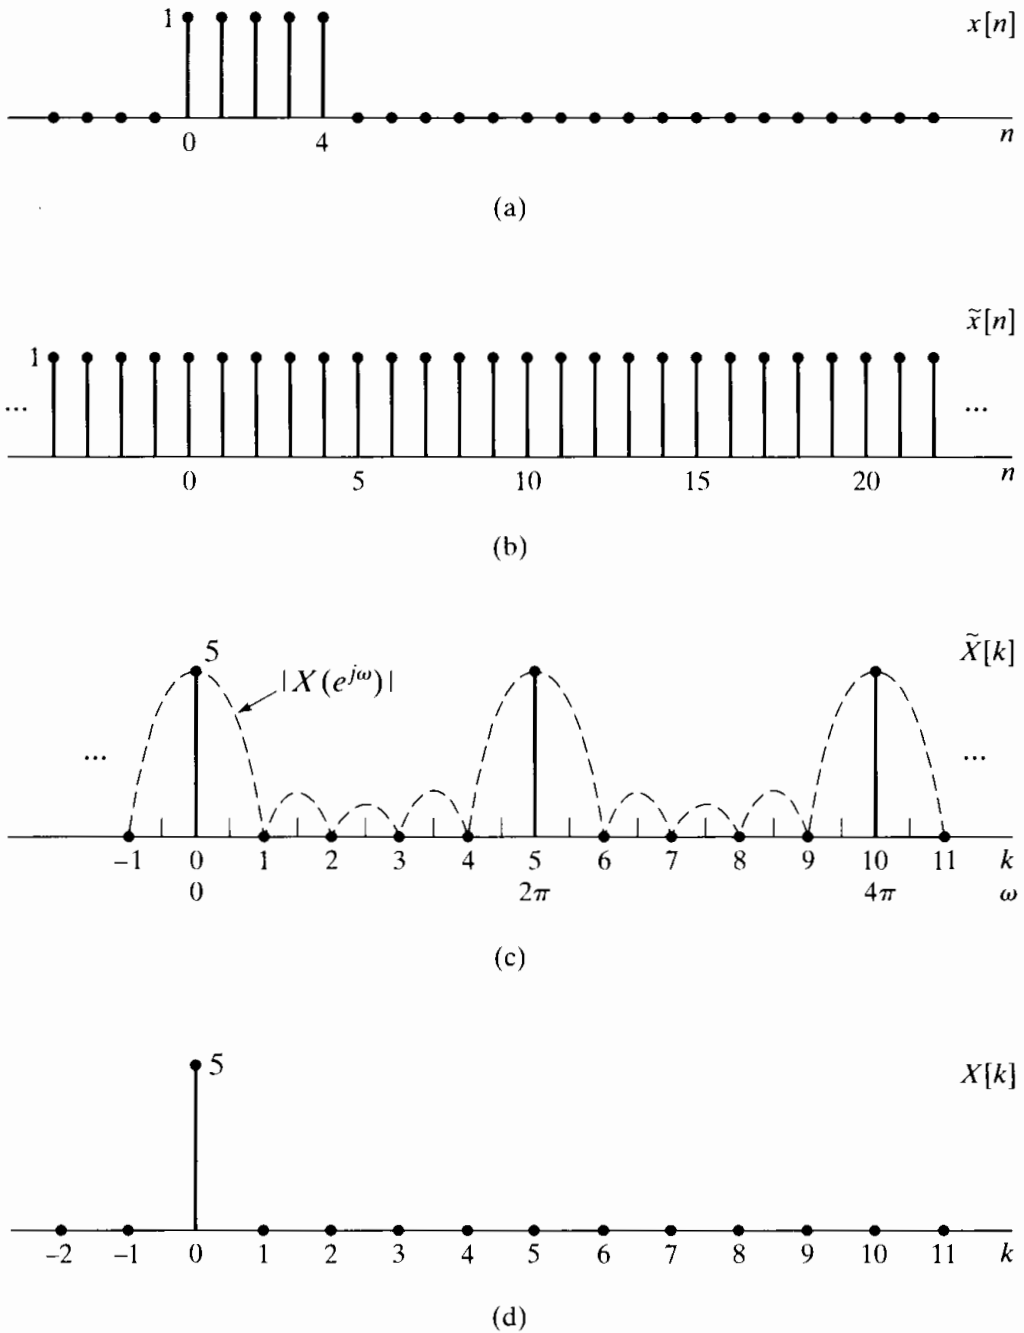 1 x[n]
0 4 n
(a)
x̃[n]
1
... ...
0 5 10 15 20 n
(b)
5 X̃[k]
|X(e^{jω})|
... ...
–1 0 1 2 3 4 5 6 7 8 9 10 11 k
0 2π 4π ω
(c)
5 X[k]
–2 –1 0 1 2 3 4 5 6 7 8 9 10 11 k
(d)